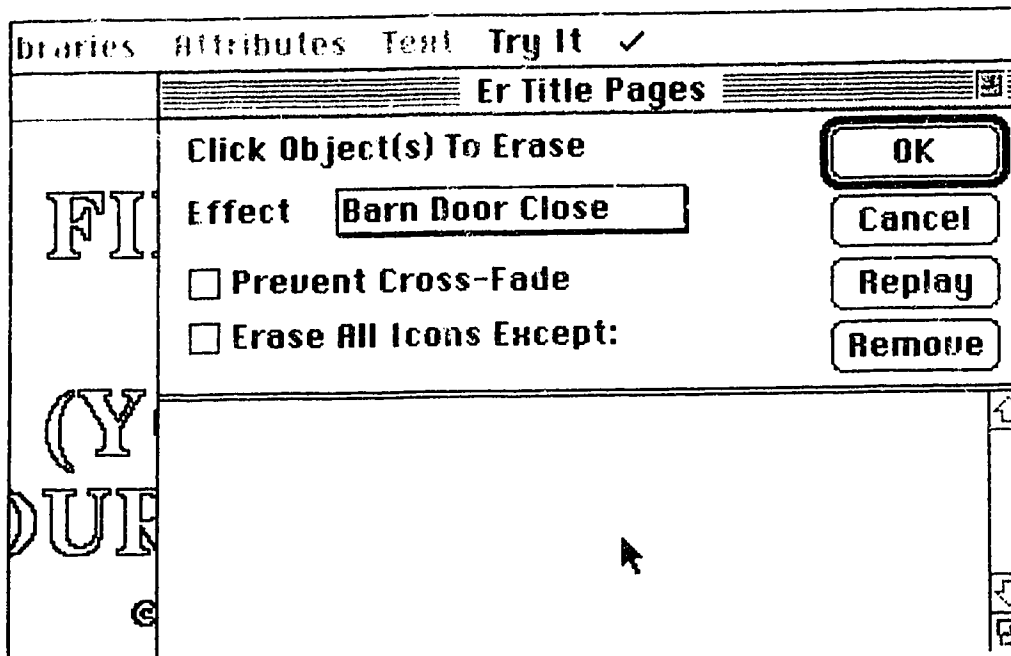 braries Attributes Text Try It ✓
Er Title Pages
Click Object(s) To Erase
OK
Effect Barn Door Close
Cancel
Prevent Cross-Fade
Replay
Erase All Icons Except:
Remove
FI
(Y
OUR
©